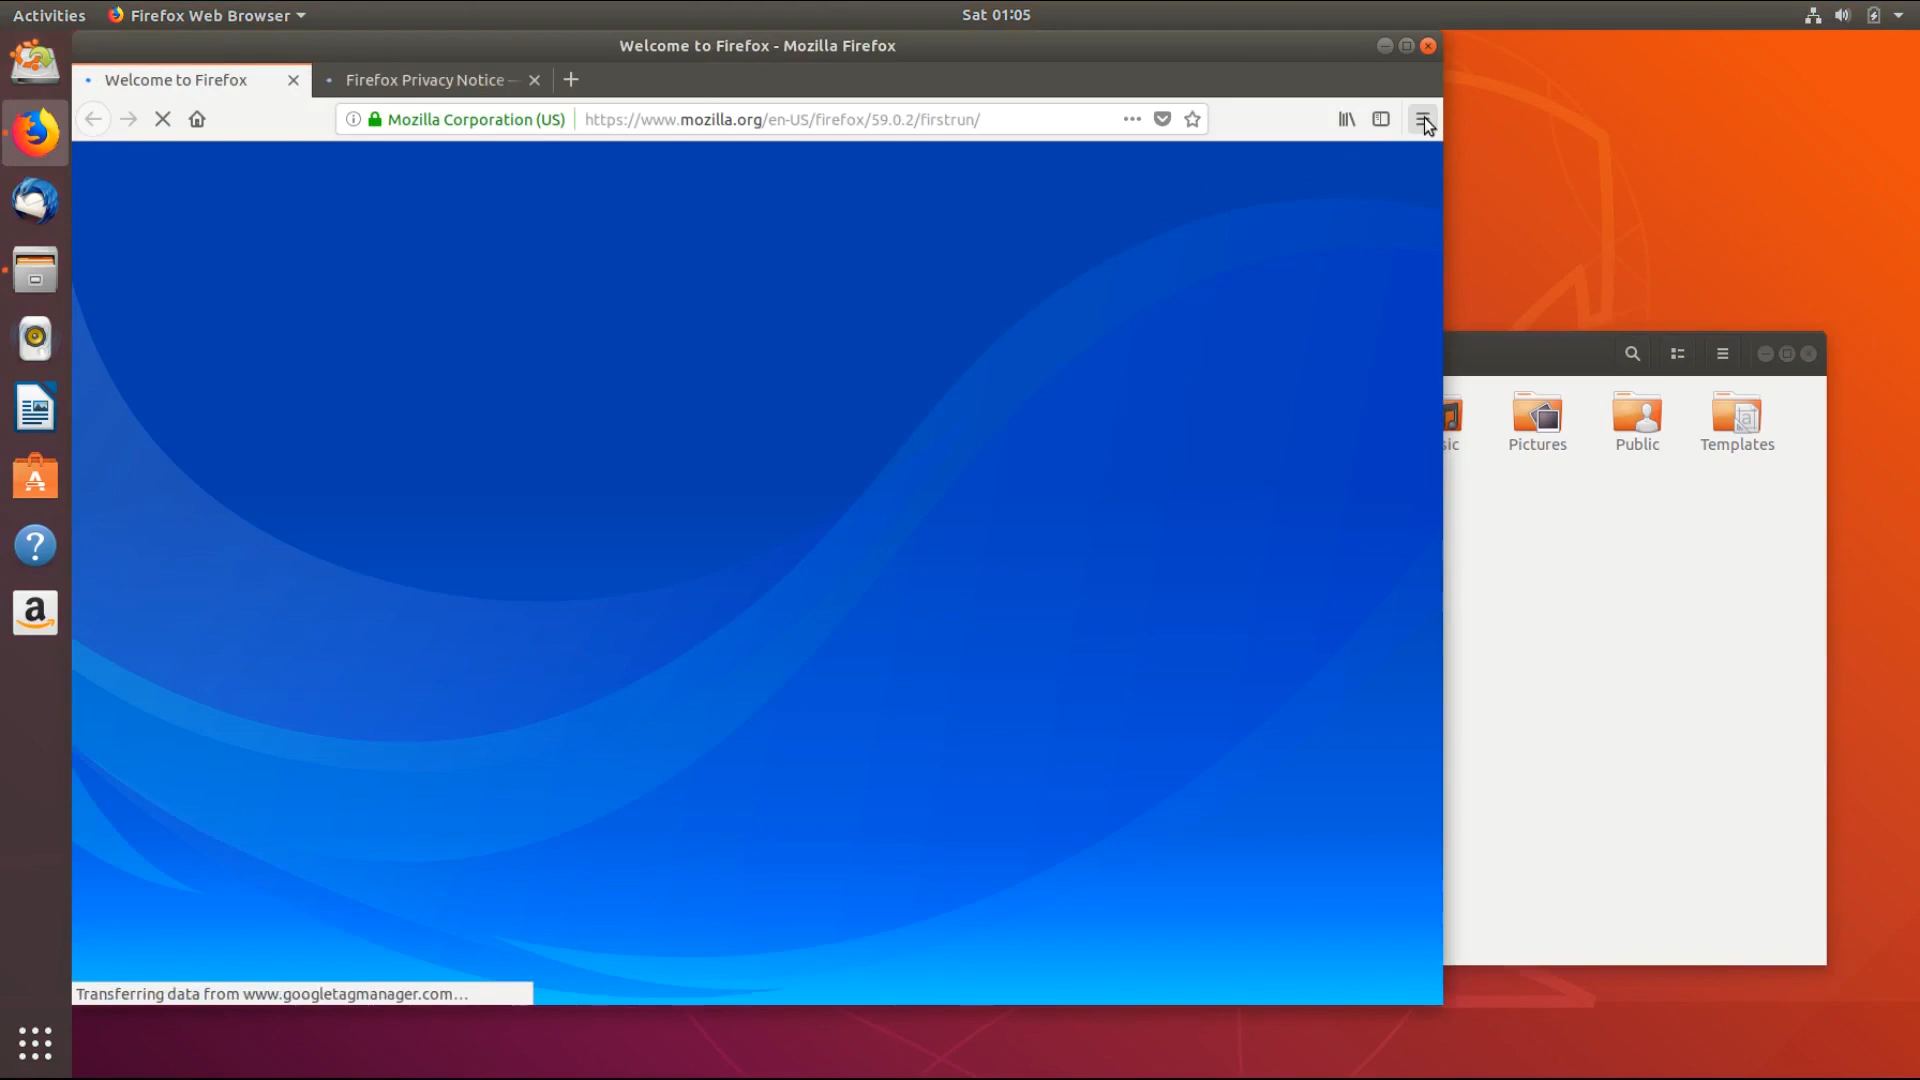 Activities Firefox Web Browser Sat 01:05
Welcome to Firefox - Mozilla Firefox
Welcome to Firefox Firefox Privacy Notice —
Mozilla Corporation (US) https://www.mozilla.org/en-US/firefox/59.0.2/firstrun/
sic Pictures Public Templates
Transferring data from www.googletagmanager.com…